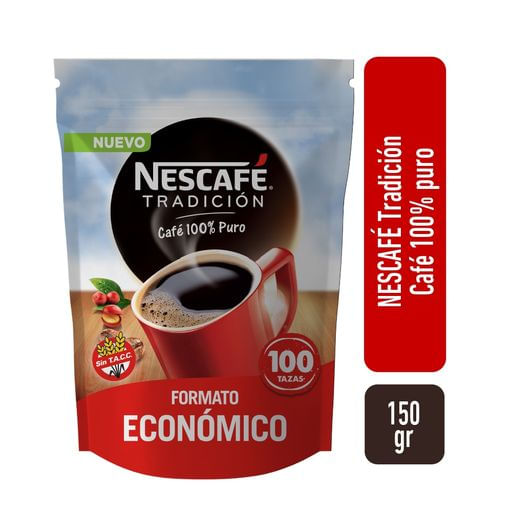 NUEVO
NESCAFÉ
TRADICIÓN
Café 100% Puro
Sin T.A.C.C.
100
TAZAS
FORMATO
ECONÓMICO
NESCAFÉ Tradición
Café 100% puro
150
gr